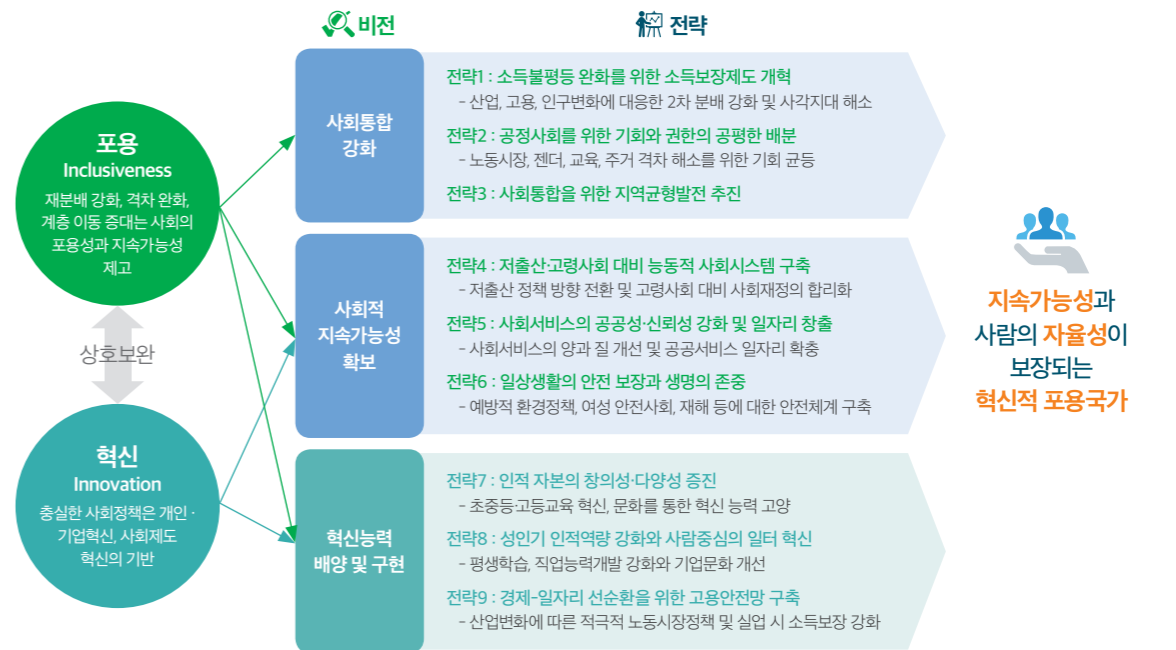 비전
전략
포용
Inclusiveness
재분배 강화, 격차 완화,
계층 이동 증대는 사회의
포용성과 지속가능성
제고
상호보완
혁신
Innovation
충실한 사회정책은 개인·
기업혁신, 사회제도
혁신의 기반
사회통합
강화
전략1 : 소득불평등 완화를 위한 소득보장제도 개혁
- 산업, 고용, 인구변화에 대응한 2차 분배 강화 및 사각지대 해소
전략2 : 공정사회를 위한 기회와 권한의 공평한 배분
- 노동시장, 젠더, 교육, 주거 격차 해소를 위한 기회 균등
전략3 : 사회통합을 위한 지역균형발전 추진
사회적
지속가능성
확보
전략4 : 저출산·고령사회 대비 능동적 사회시스템 구축
- 저출산 정책 방향 전환 및 고령사회 대비 사회재정의 합리화
전략5 : 사회서비스의 공공성·신뢰성 강화 및 일자리 창출
- 사회서비스의 양과 질 개선 및 공공서비스 일자리 확충
전략6 : 일상생활의 안전 보장과 생명의 존중
- 예방적 환경정책, 여성 안전사회, 재해 등에 대한 안전체계 구축
혁신능력
배양 및 구현
전략7 : 인적 자본의 창의성·다양성 증진
- 초중등·고등교육 혁신, 문화를 통한 혁신 능력 고양
전략8 : 성인기 인적역량 강화와 사람중심의 일터 혁신
- 평생학습, 직업능력개발 강화와 기업문화 개선
전략9 : 경제-일자리 선순환을 위한 고용안전망 구축
- 산업변화에 따른 적극적 노동시장정책 및 실업 시 소득보장 강화
지속가능성과
사람의 자율성이
보장되는
혁신적 포용국가